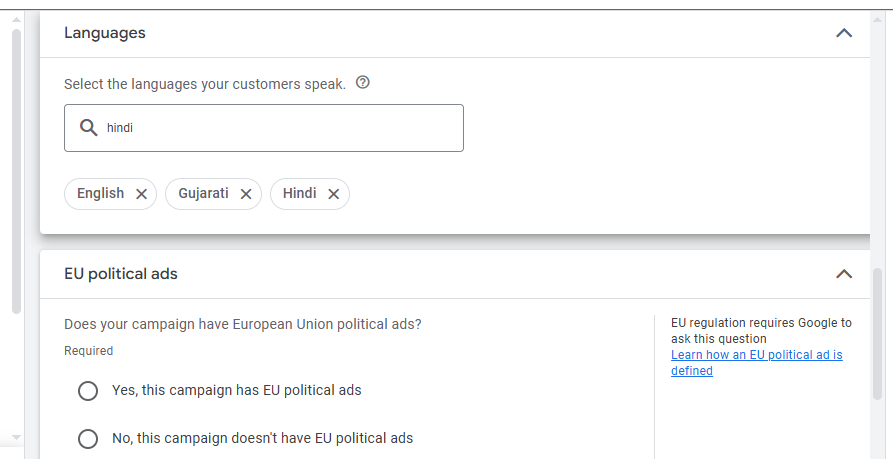 Languages
Select the languages your customers speak.
hindi
English Gujarati Hindi
EU political ads
Does your campaign have European Union political ads?
Required
Yes, this campaign has EU political ads
No, this campaign doesn't have EU political ads
EU regulation requires Google to
ask this question
Learn how an EU political ad is
defined